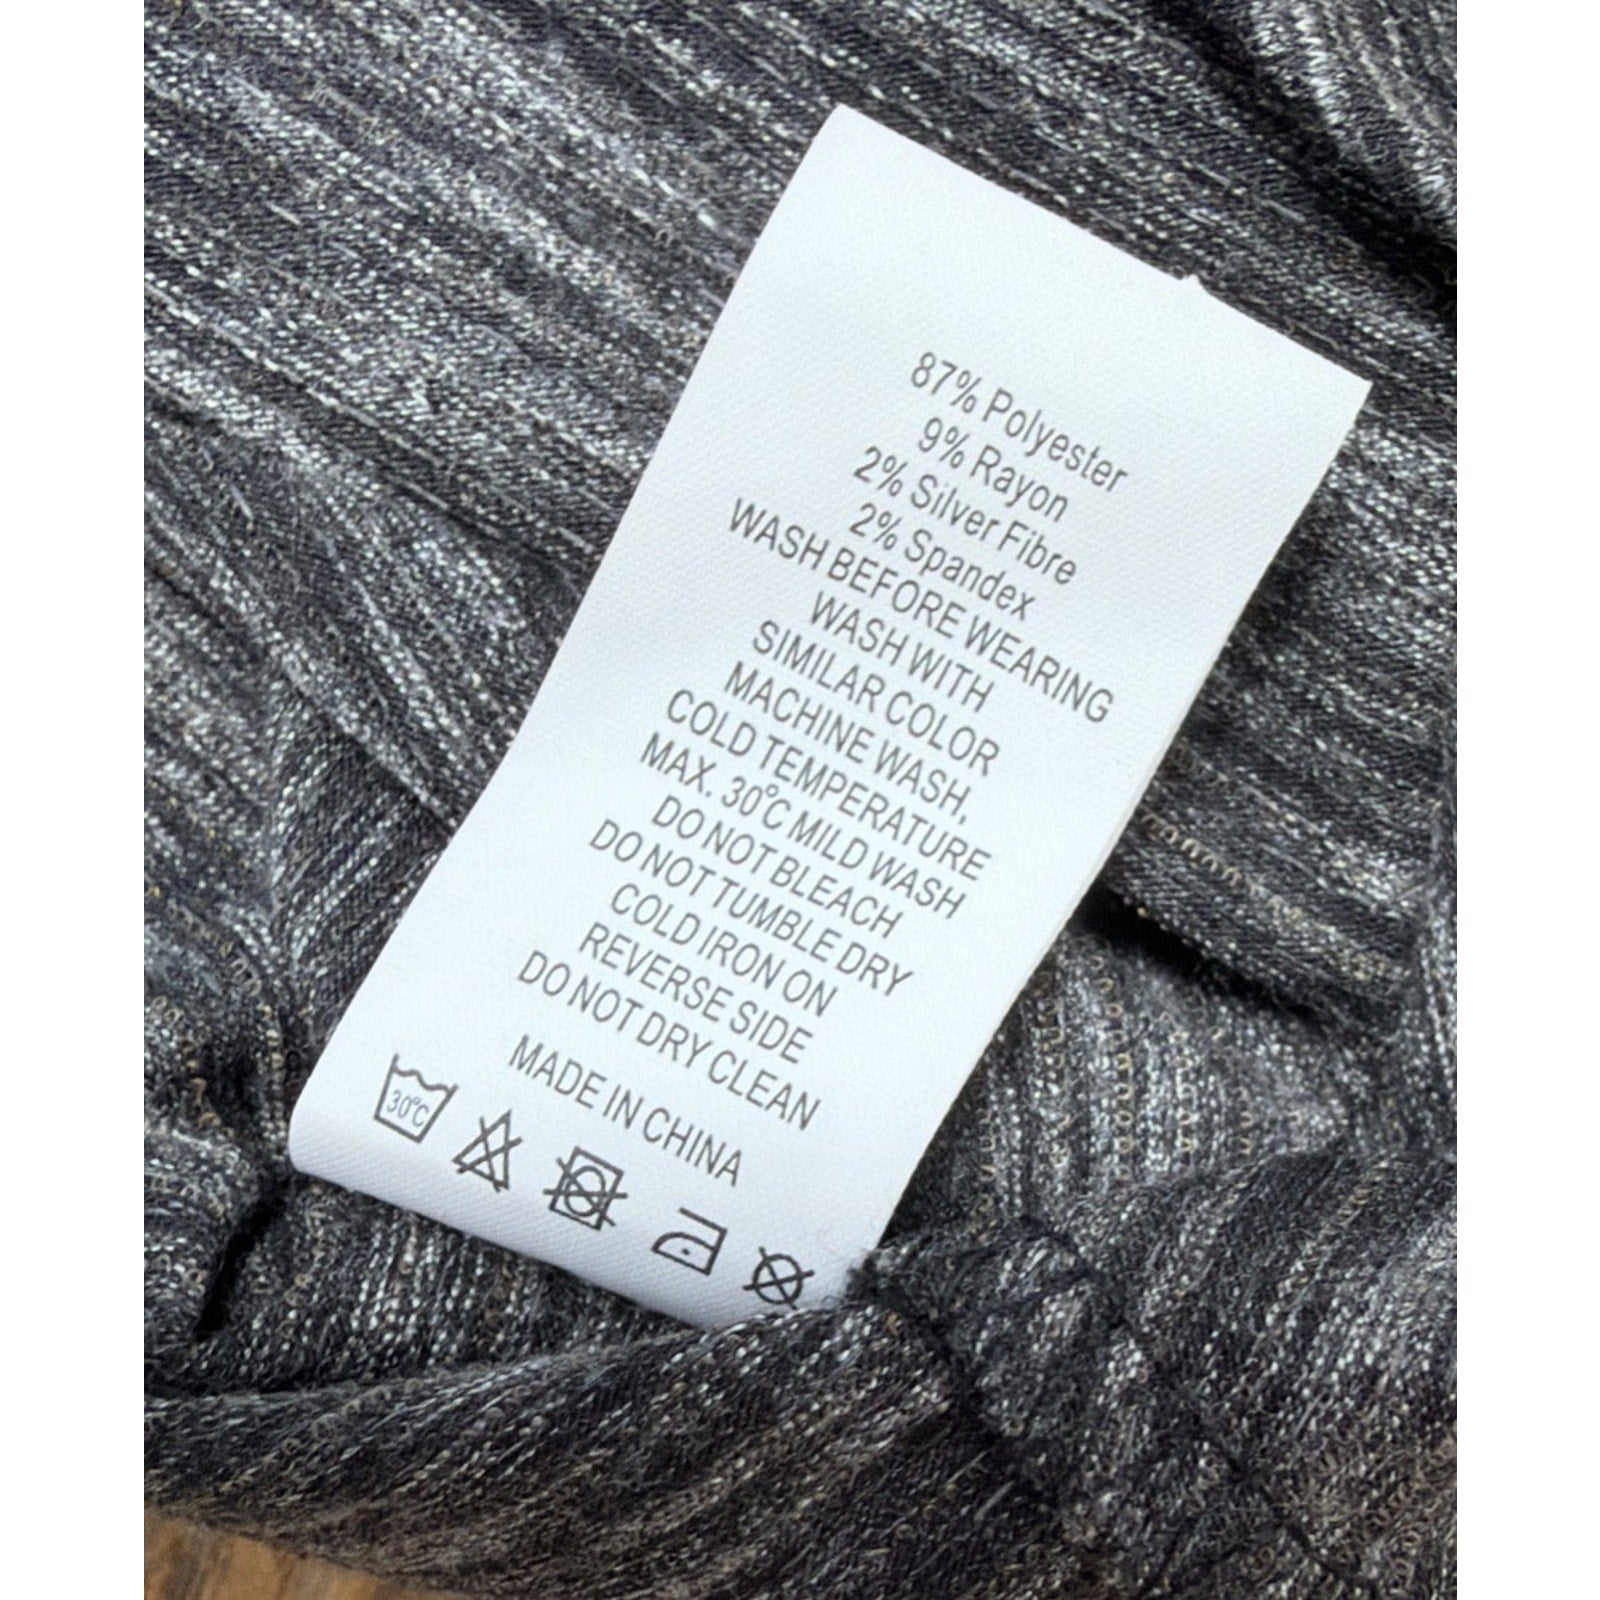 87% Polyester
9% Rayon
2% Silver Fibre
2% Spandex
WASH BEFORE WEARING
WASH WITH
SIMILAR COLOR
MACHINE WASH,
COLD TEMPERATURE
MAX. 30°C MILD WASH
DO NOT BLEACH
DO NOT TUMBLE DRY
COLD IRON ON
REVERSE SIDE
DO NOT DRY CLEAN
MADE IN CHINA
30°C